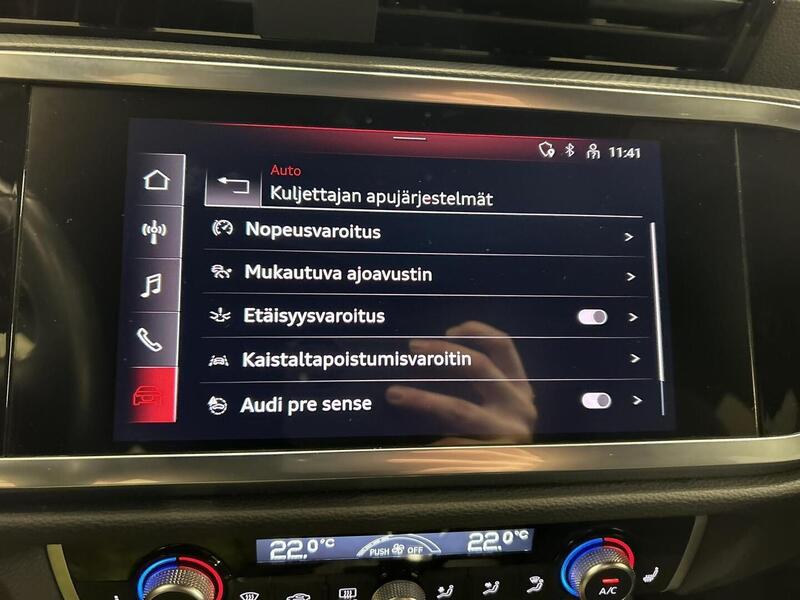 11:41
Auto
Kuljettajan apujärjestelmät
Nopeusvaroitus
Mukautuva ajoavustin
Etäisyysvaroitus
Kaistaltapoistumisvaroitin
Audi pre sense
22.0°C
PUSH OFF
22.0°C
A/C